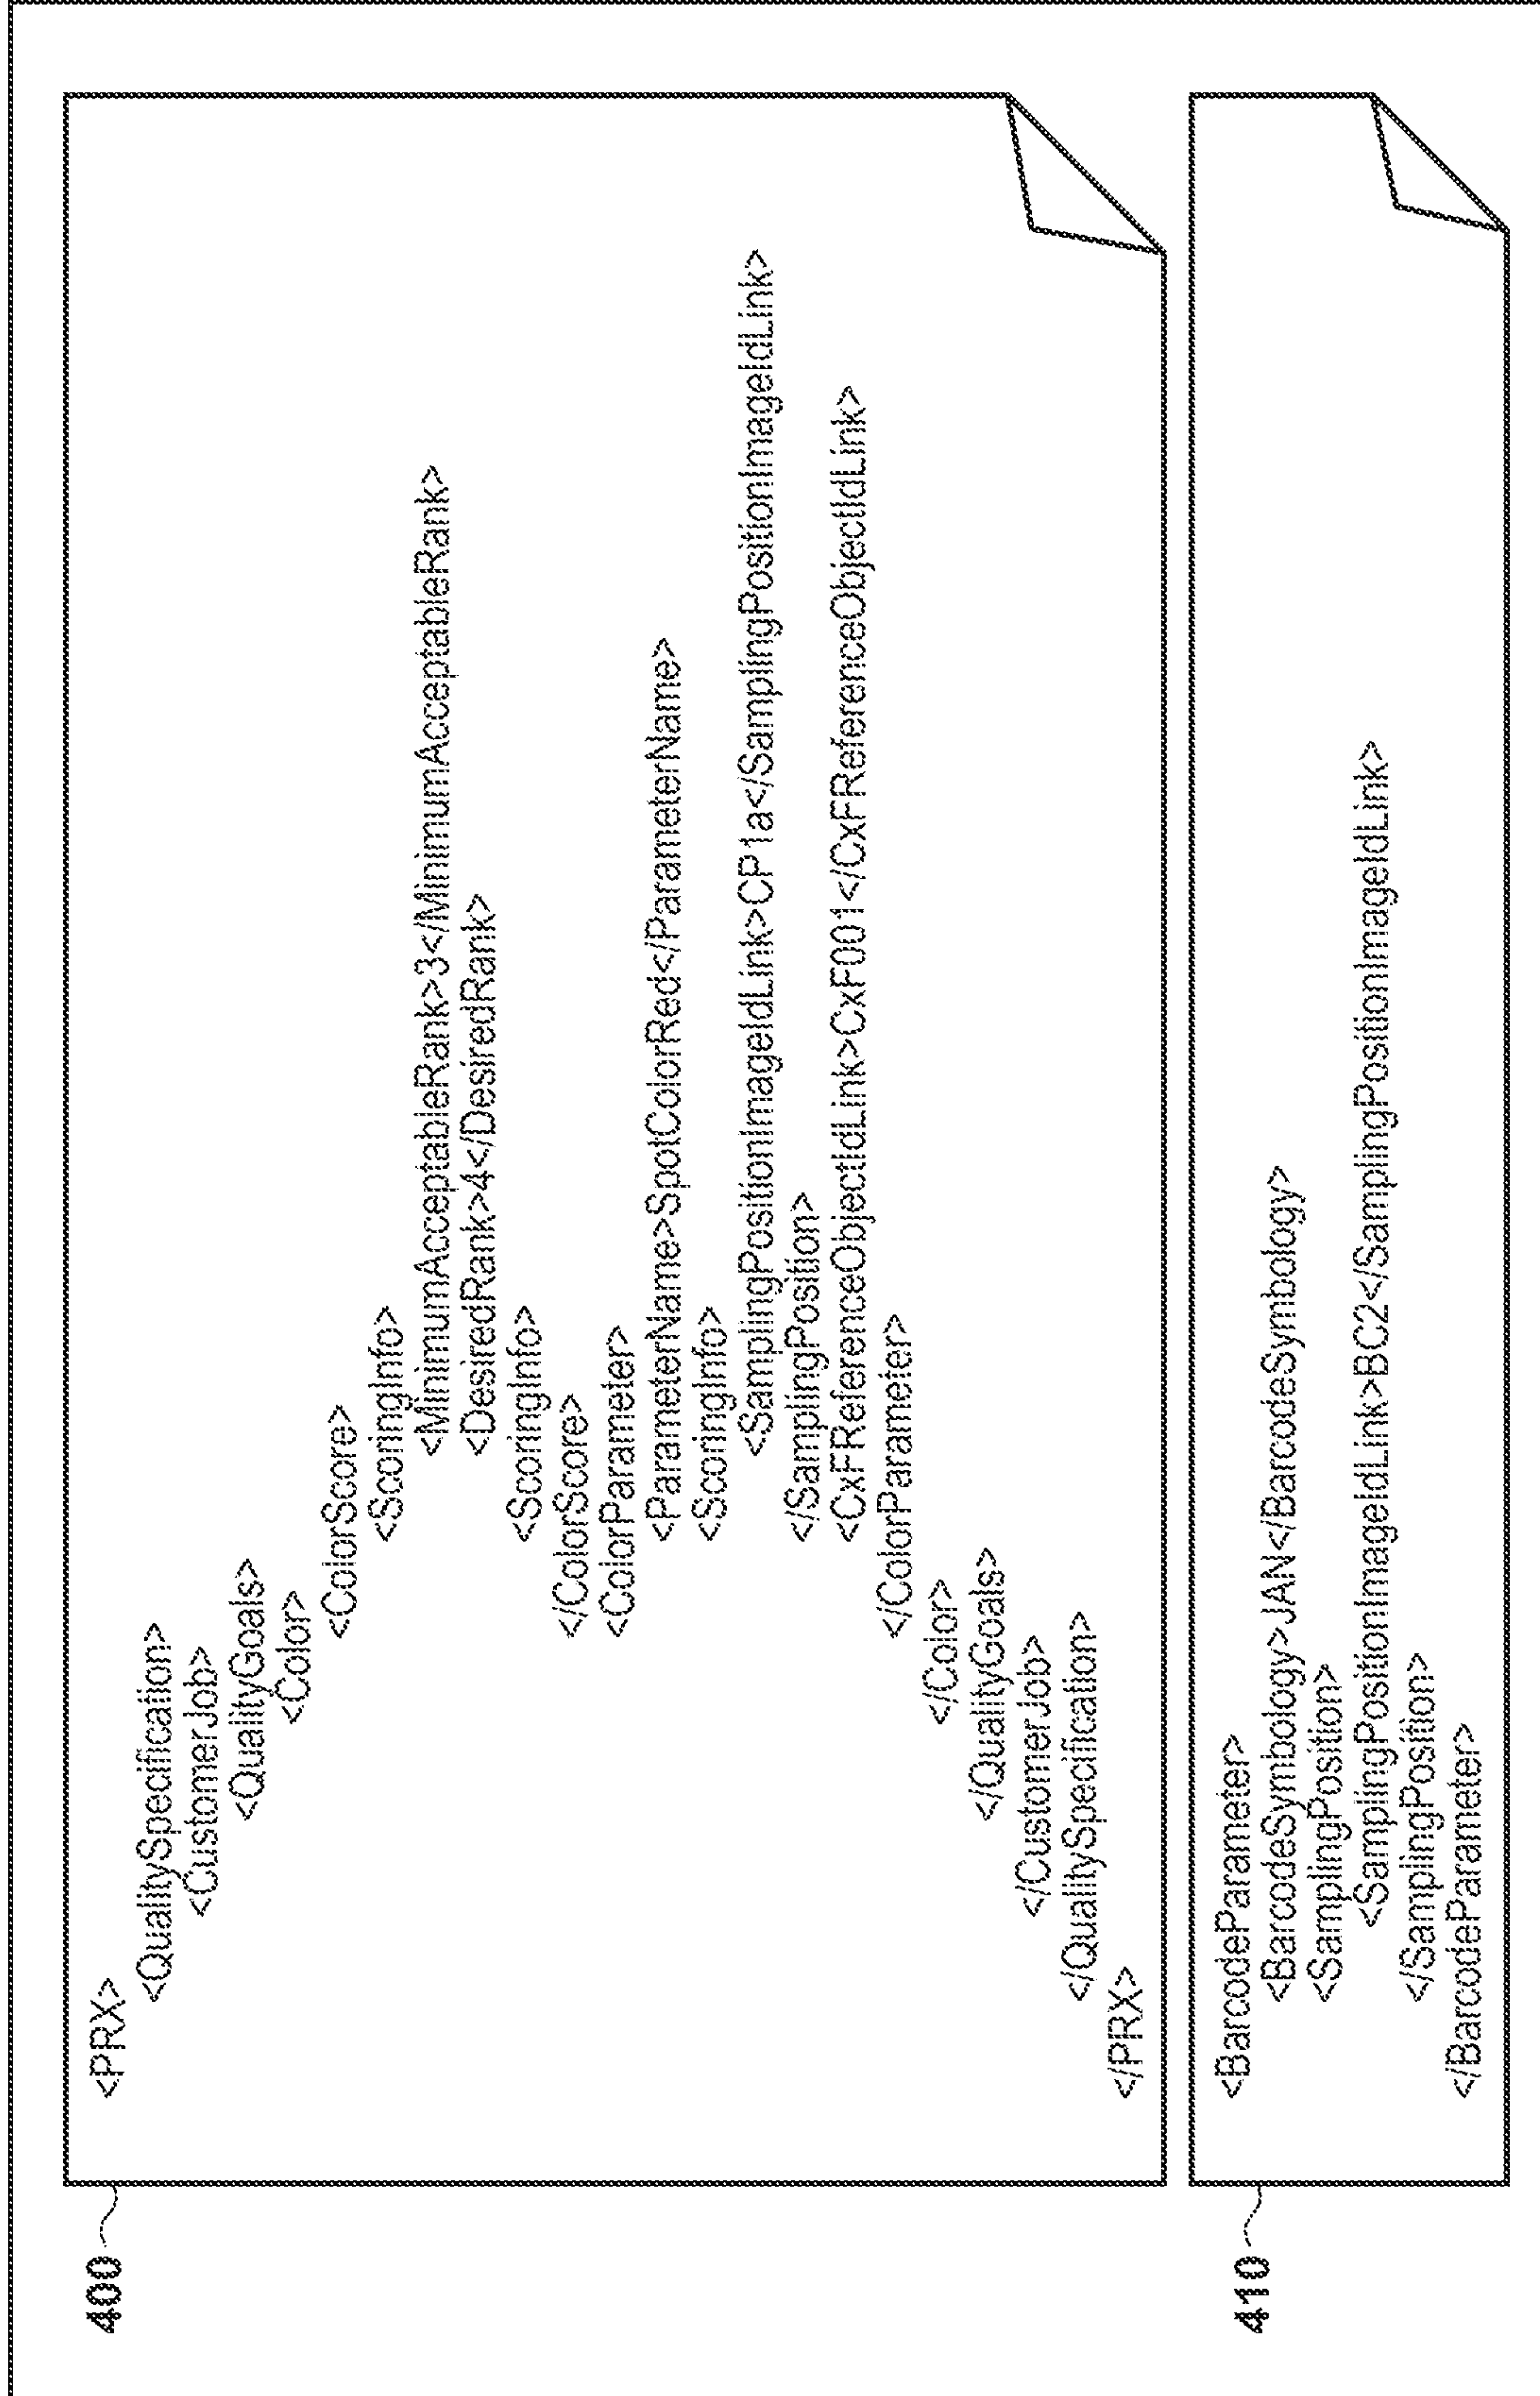 400
<PRX>
<QualitySpecification>
<CustomerJob>
<QualityGoals>
<Color>
<ColorScore>
<ScoringInfo>
<MinimumAcceptableRank>3</MinimumAcceptableRank>
<DesiredRank>4</DesiredRank>
<ScoringInfo>
</ColorScore>
<ColorParameter>
<ParameterName>SpotColorRed</ParameterName>
<ScoringInfo>
<SamplingPositionImageIdLink>CP1a</SamplingPositionImageIdLink>
</SamplingPosition>
<CxFReferenceObjectIdLink>CxF001</CxFReferenceObjectIdLink>
</ColorParameter>
</Color>
</QualityGoals>
</CustomerJob>
</QualitySpecification>
</PRX>
410
<BarcodeParameter>
<BarcodeSymbology>JAN</BarcodeSymbology>
<SamplingPosition>
<SamplingPositionImageIdLink>BC2</SamplingPositionImageIdLink>
</SamplingPosition>
</BarcodeParameter>